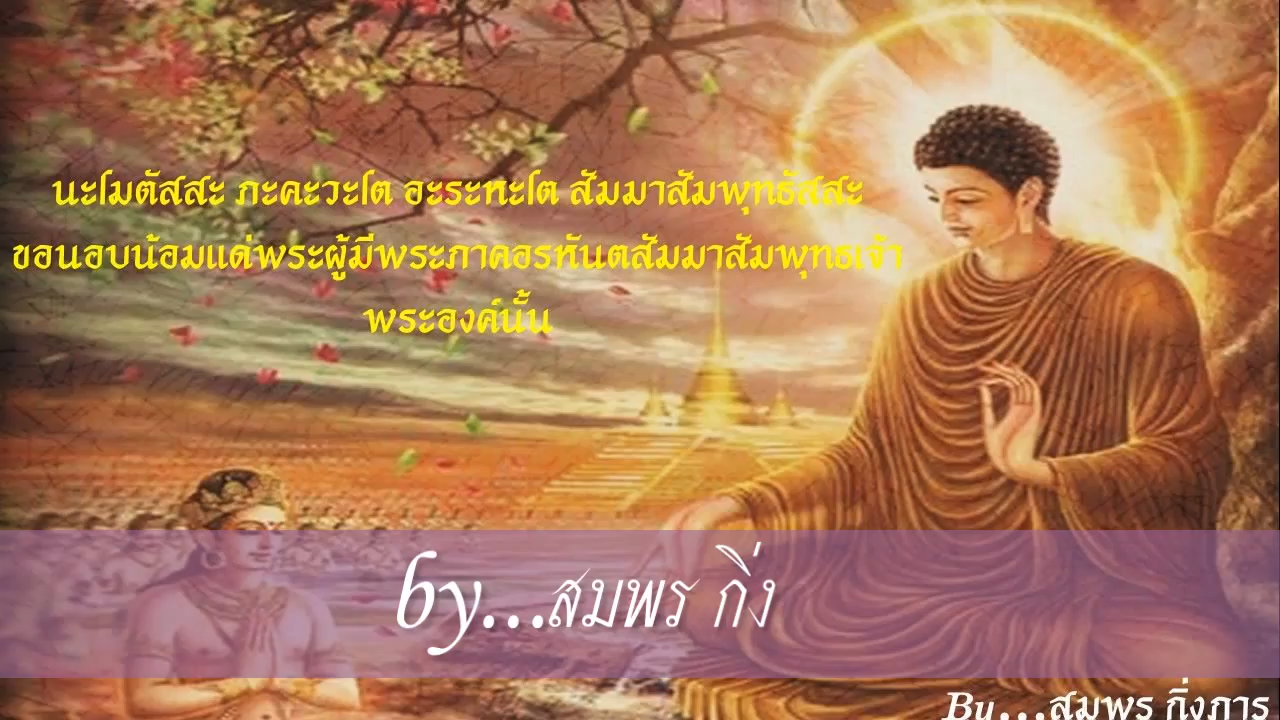 นะโมตัสสะ ภะคะวะโต อะระหะโต สัมมาสัมพุทธัสสะ
ขอนอบน้อมแด่พระผู้มีพระภาคอรหันตสัมมาสัมพุทธเจ้า
พระองค์นั้น
by...สมพร กิ่ง
By...สมพร กิ่งภาร